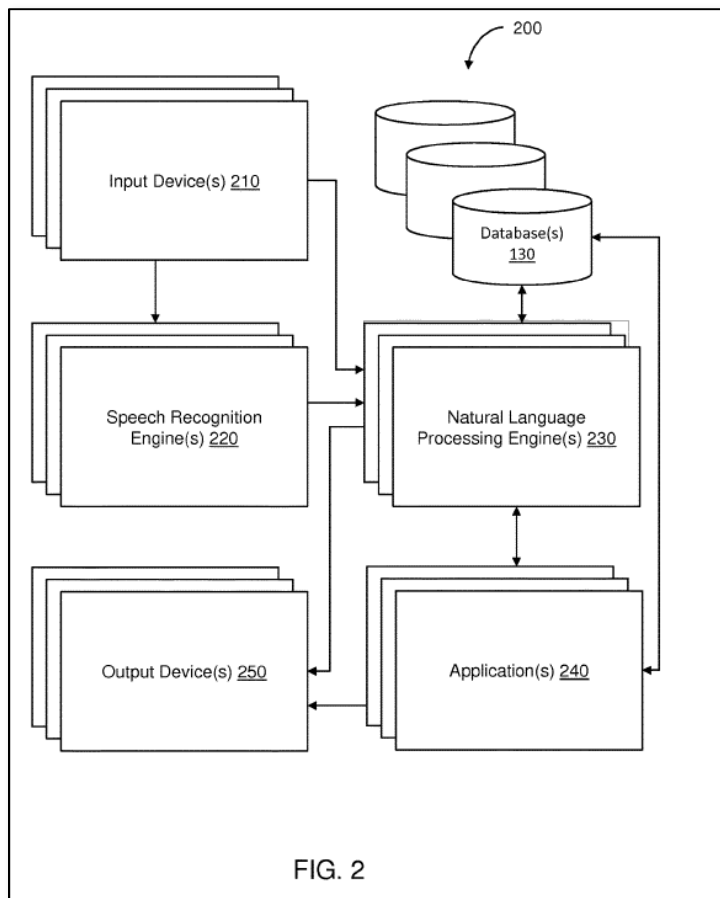 200
Input Device(s) 210
Database(s)
130
Speech Recognition
Engine(s) 220
Natural Language
Processing Engine(s) 230
Output Device(s) 250
Application(s) 240
FIG. 2